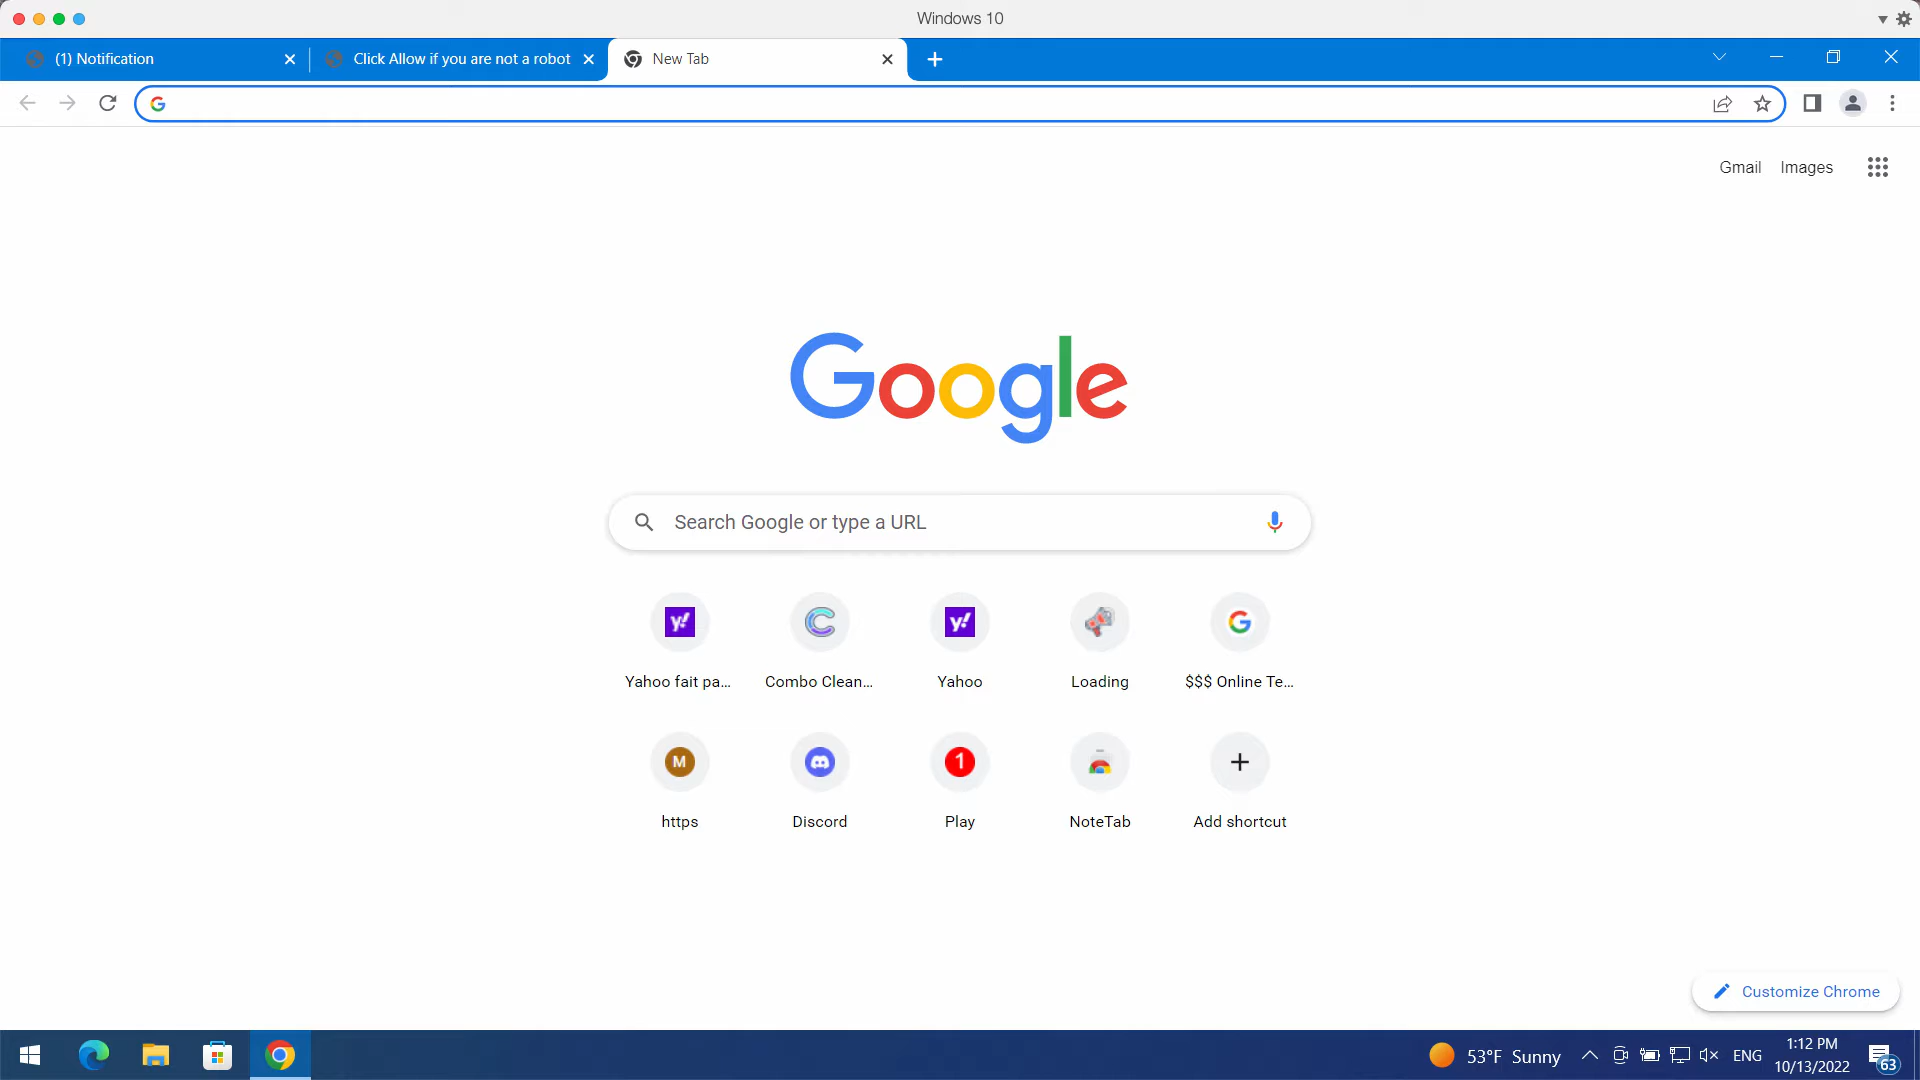 Windows 10
(1) Notification
Click Allow if you are not a robot
New Tab
Gmail Images
Google
Search Google or type a URL
Yahoo fait pa...
Combo Clean...
Yahoo
Loading
$$$ Online Te...
M
1
https
Discord
Play
NoteTab
Add shortcut
Customize Chrome
53°F Sunny
ENG
1:12 PM
10/13/2022
63